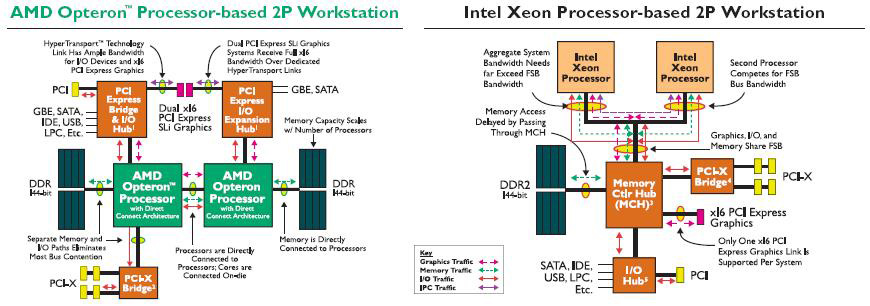 AMD Opteron™ Processor-based 2P Workstation
HyperTransport™ Technology
Link Has Ample Bandwidth
for I/O Devices and x16
PCI Express Graphics
Dual PCI Express SLi Graphics
Systems Receive Full x16
Bandwidth Over Dedicated
HyperTransport Links
PCI
GBE, SATA,
IDE, USB,
LPC, Etc.
PCI
Express
Bridge
& I/O
Hub¹
Dual x16
PCI Express
SLi Graphics
PCI
Express
I/O
Expansion
Hub¹
GBE, SATA
Memory Capacity Scales
w/ Number of Processors
DDR
144-bit
AMD
Opteron™
Processor
with Direct
Connect Architecture
AMD
Opteron
Processor
with Direct
Connect Architecture
DDR
144-bit
Separate Memory and
I/O Paths Eliminates
Most Bus Contention
Processors are Directly
Connected to
Processors; Cores are
Connected On-die
Memory is Directly
Connected to Processors
PCI-X
PCI-X
Bridge²
Intel Xeon Processor-based 2P Workstation
Aggregate System
Bandwidth Needs
far Exceed FSB
Bandwidth
Intel
Xeon
Processor
Intel
Xeon
Processor
Second Processor
Competes for FSB
Bus Bandwidth
Memory Access
Delayed by Passing
Through MCH
Graphics, I/O, and
Memory Share FSB
DDR2
144-bit
Memory
Ctlr Hub
(MCH)³
PCI-X
Bridge⁴
PCI-X
x16 PCI Express
Graphics
Only One x16 PCI
Express Graphics Link Is
Supported Per System
SATA, IDE,
USB, LPC,
Etc.
I/O
Hub⁵
PCI
Key
Graphics Traffic
Memory Traffic
I/O Traffic
IPC Traffic